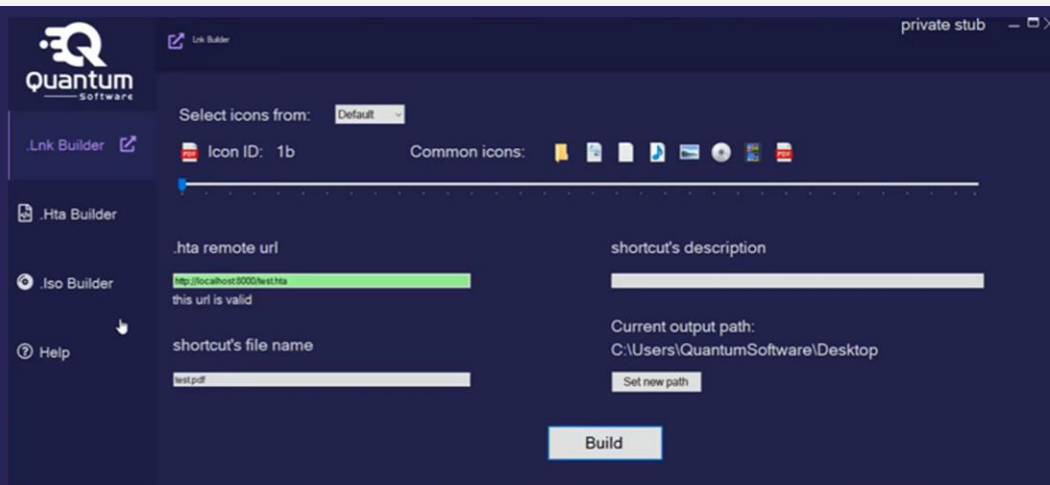 private stub
Quantum
Software
Lnk Builder
.Lnk Builder
.Hta Builder
.Iso Builder
Help
Select icons from: Default
Icon ID: 1b Common icons:
.hta remote url
http://localhost:8000/test.hta
this url is valid
shortcut's file name
test.pdf
shortcut's description
Current output path:
C:\Users\QuantumSoftware\Desktop
Set new path
Build